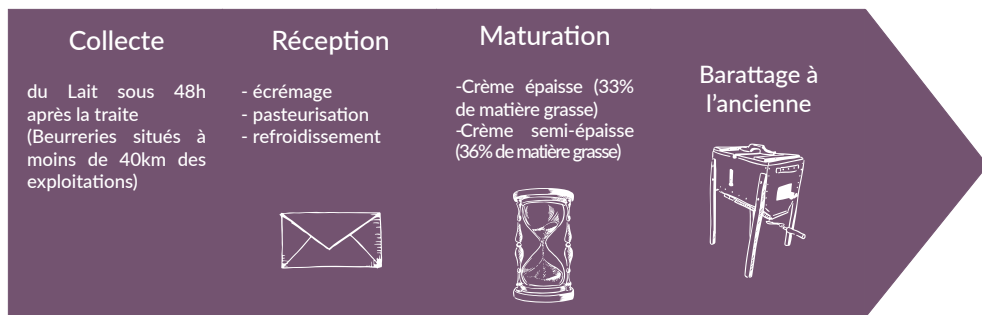 Collecte
du Lait sous 48h
après la traite
(Beurreries situés à
moins de 40km des
exploitations)
Réception
- écrémage
- pasteurisation
- refroidissement
Maturation
-Crème épaisse (33%
de matière grasse)
-Crème semi-épaisse
(36% de matière grasse)
Barattage à
l'ancienne